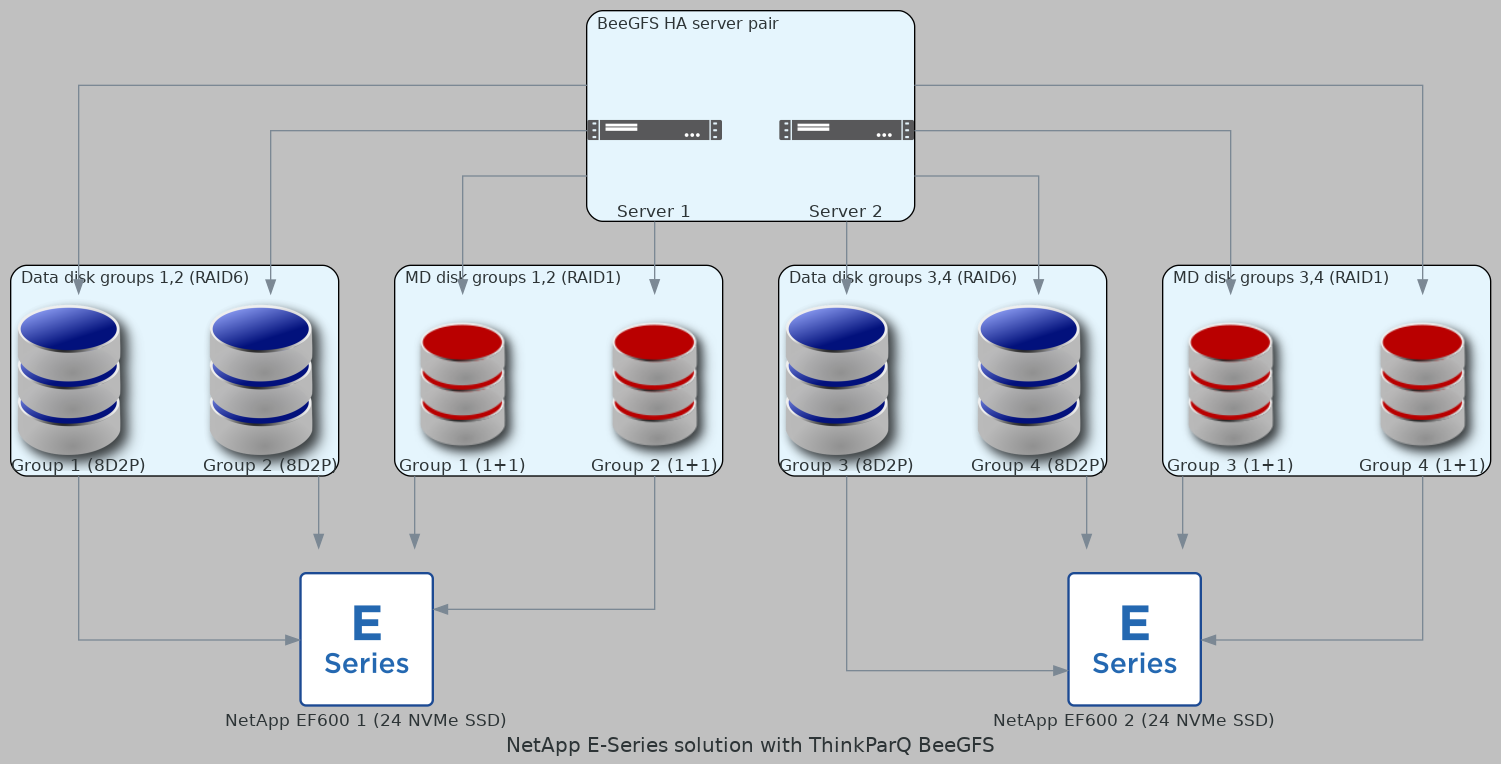 BeeGFS HA server pair
Server 1
Server 2
Data disk groups 1,2 (RAID6)
MD disk groups 1,2 (RAID1)
Data disk groups 3,4 (RAID6)
MD disk groups 3,4 (RAID1)
Group 1 (8D2P)
Group 2 (8D2P)
Group 1 (1+1)
Group 2 (1+1)
Group 3 (8D2P)
Group 4 (8D2P)
Group 3 (1+1)
Group 4 (1+1)
E
Series
E
Series
NetApp EF600 1 (24 NVMe SSD)
NetApp EF600 2 (24 NVMe SSD)
NetApp E-Series solution with ThinkParQ BeeGFS